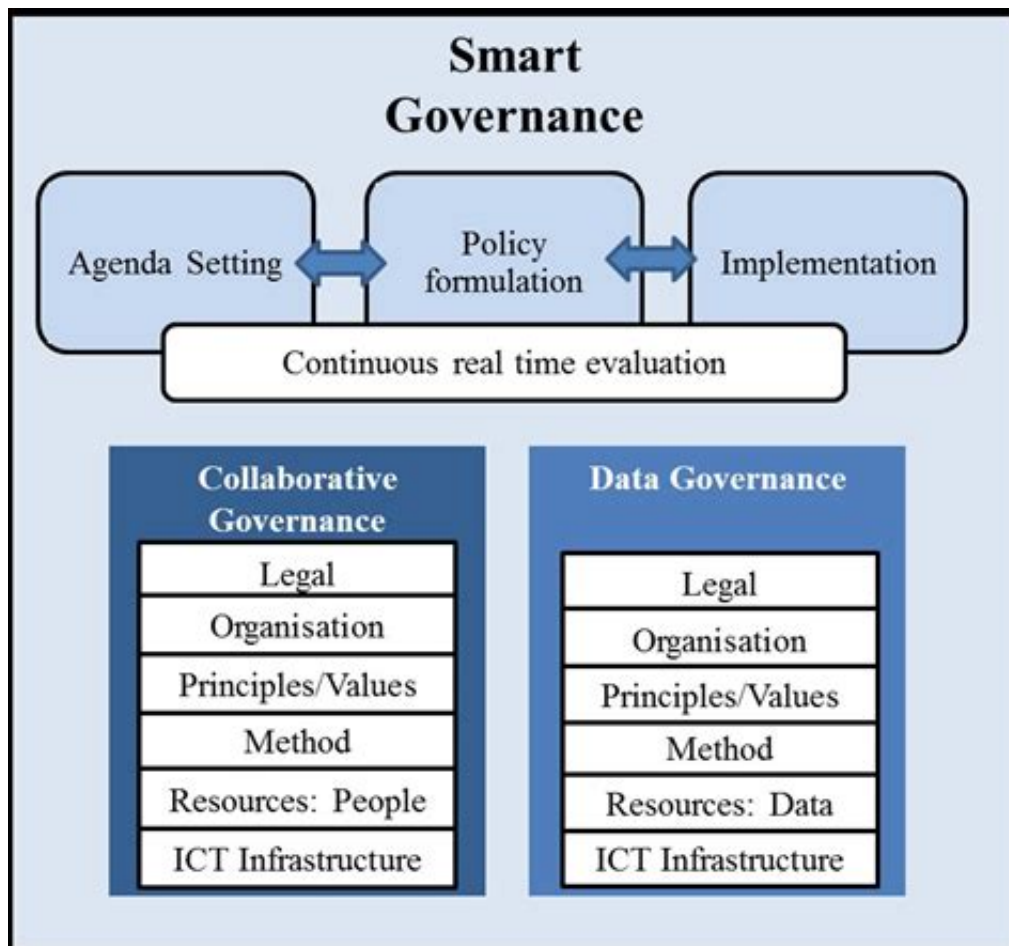 Smart
Governance
Agenda Setting
Policy
formulation
Implementation
Continuous real time evaluation
Collaborative
Governance
Legal
Organisation
Principles/Values
Method
Resources: People
ICT Infrastructure
Data Governance
Legal
Organisation
Principles/Values
Method
Resources: Data
ICT Infrastructure